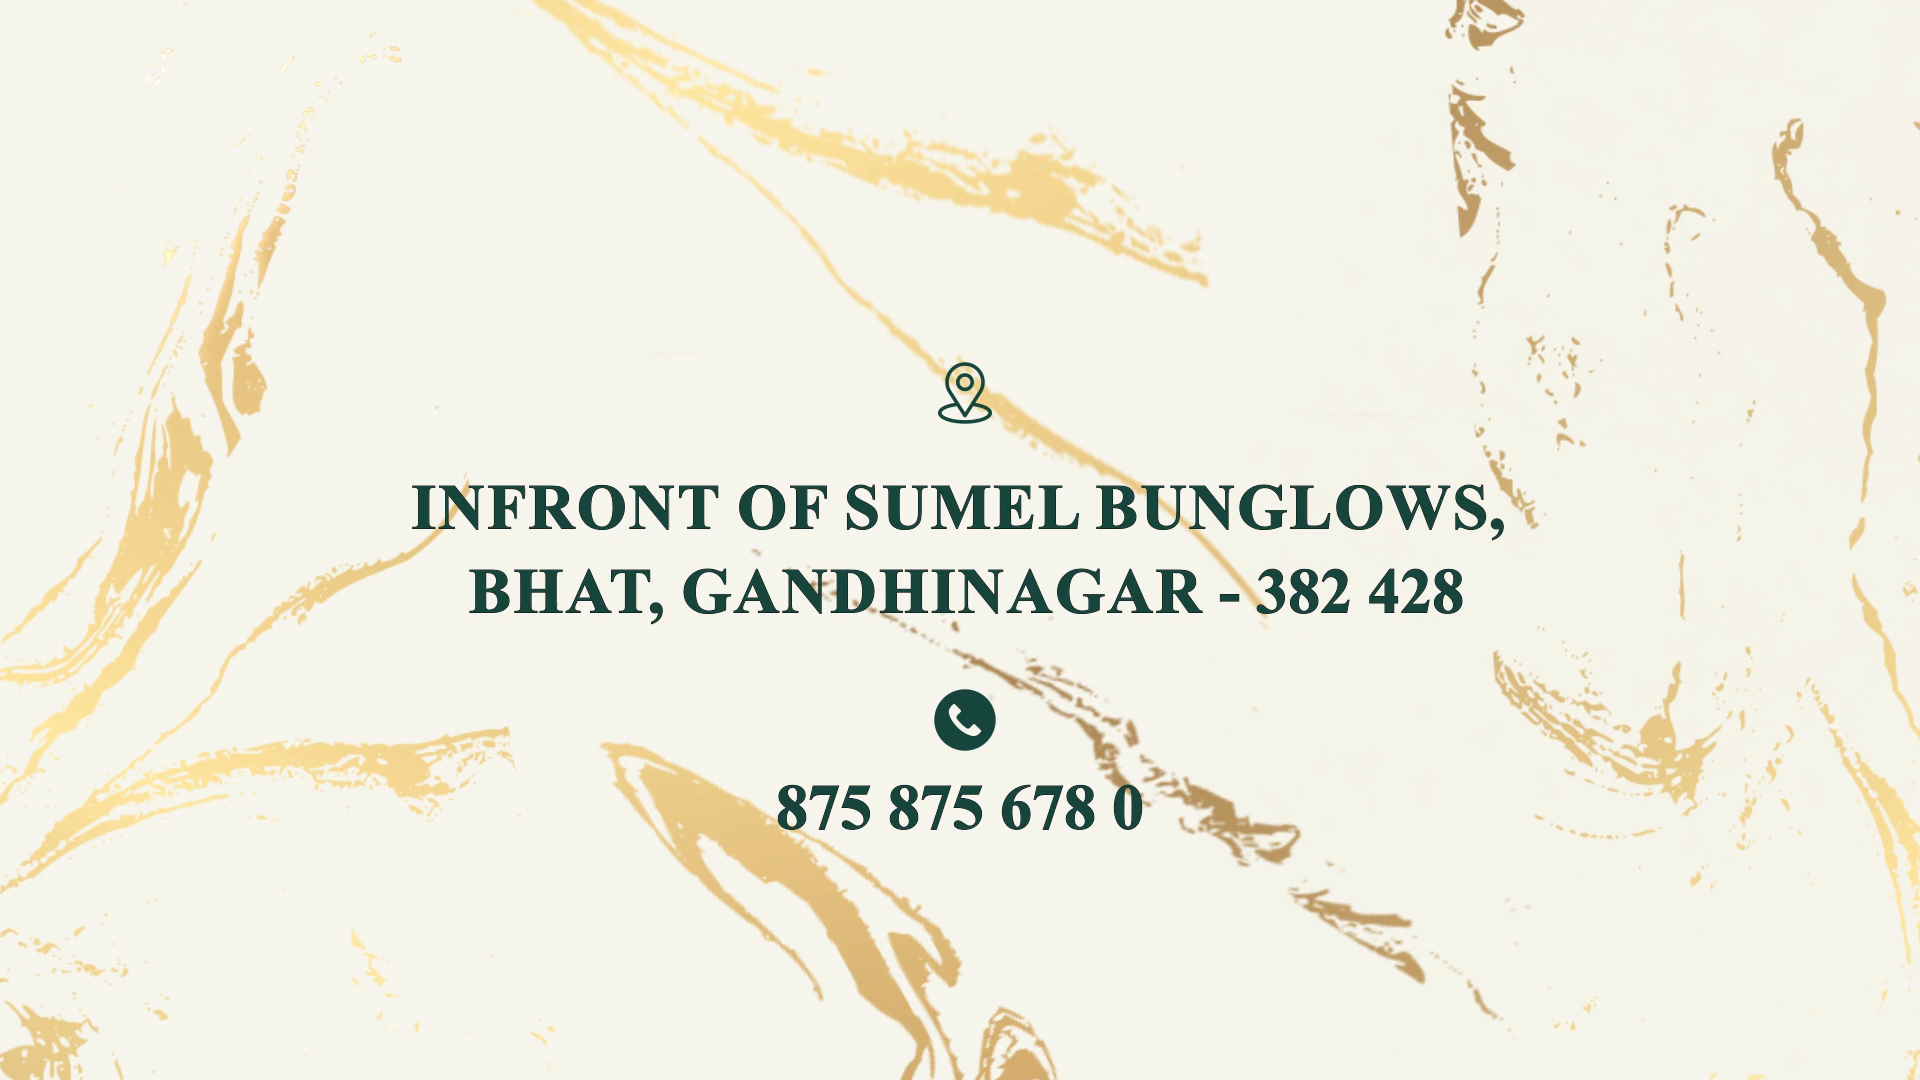 INFRONT OF SUMEL BUNGLOWS,
BHAT, GANDHINAGAR - 382 428
875 875 678 0